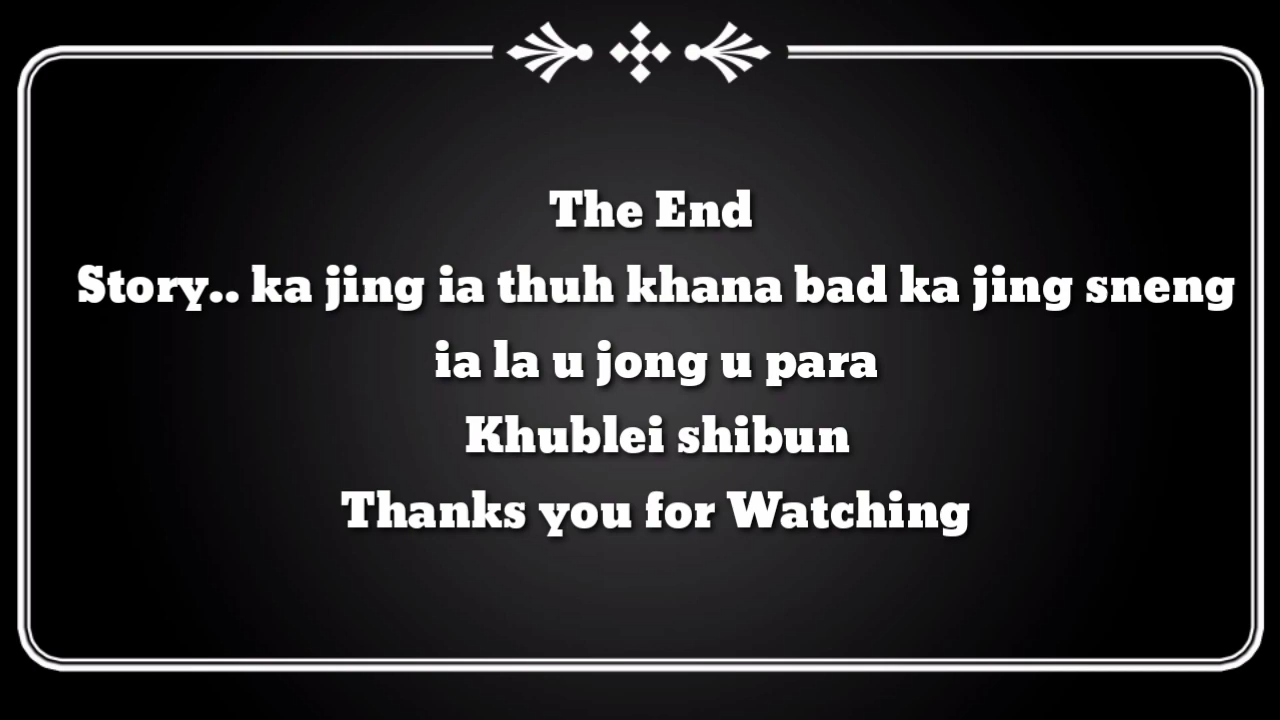 The End
Story.. ka jing ia thuh khana bad ka jing sneng
ia la u jong u para
Khublei shibun
Thanks you for Watching